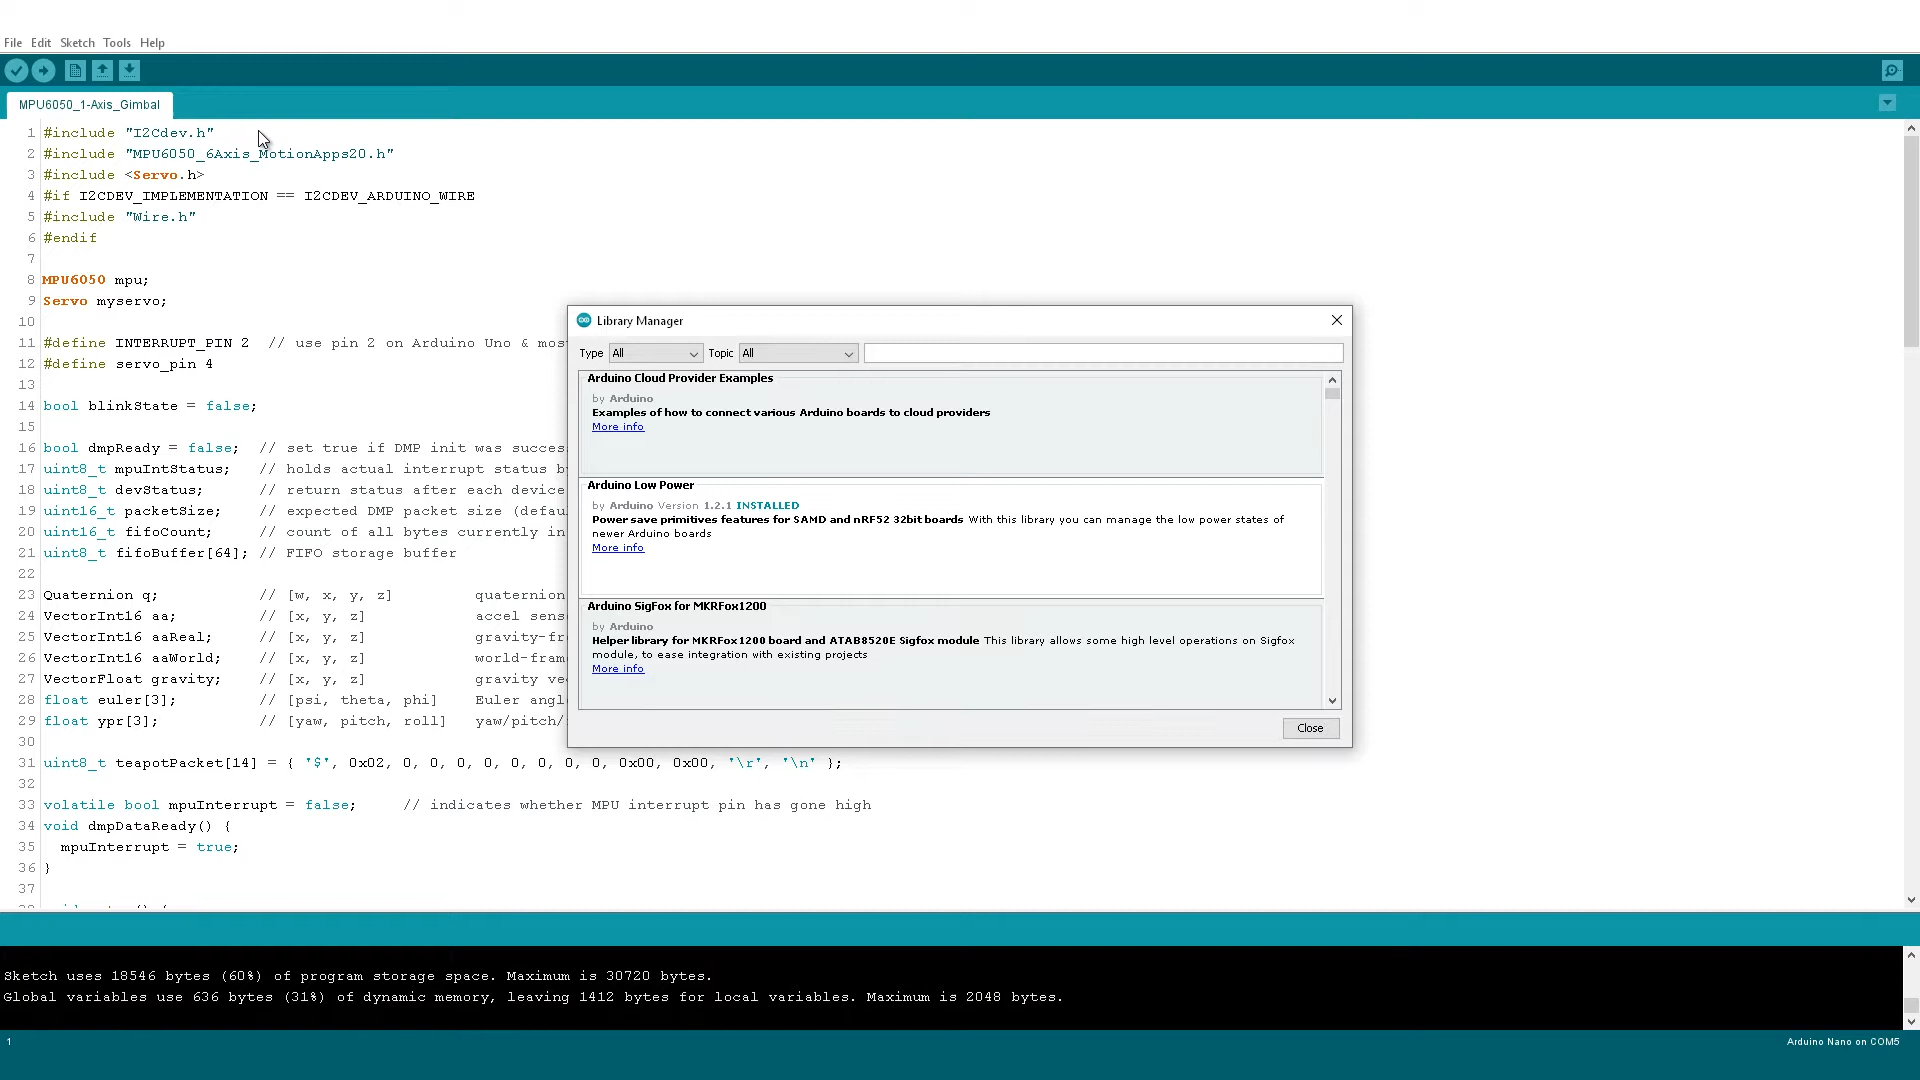 File Edit Sketch Tools Help
MPU6050_1-Axis_Gimbal
1 #include "I2Cdev.h"
2 #include "MPU6050_6Axis_MotionApps20.h"
3 #include <Servo.h>
4 #if I2CDEV_IMPLEMENTATION == I2CDEV_ARDUINO_WIRE
5 #include "Wire.h"
6 #endif
7
8 MPU6050 mpu;
9 Servo myservo;
10
11 #define INTERRUPT_PIN 2 // use pin 2 on Arduino Uno & mos
12 #define servo_pin 4
13
14 bool blinkState = false;
15
16 bool dmpReady = false; // set true if DMP init was succes
17 uint8_t mpuIntStatus; // holds actual interrupt status b
18 uint8_t devStatus; // return status after each device
19 uint16_t packetSize; // expected DMP packet size (defau
20 uint16_t fifoCount; // count of all bytes currently in
21 uint8_t fifoBuffer[64]; // FIFO storage buffer
22
23 Quaternion q; // [w, x, y, z] quaternion
24 VectorInt16 aa; // [x, y, z] accel sens
25 VectorInt16 aaReal; // [x, y, z] gravity-fr
26 VectorInt16 aaWorld; // [x, y, z] world-fram
27 VectorFloat gravity; // [x, y, z] gravity vec
28 float euler[3]; // [psi, theta, phi] Euler angl
29 float ypr[3]; // [yaw, pitch, roll] yaw/pitch/
30
31 uint8_t teapotPacket[14] = { '$', 0x02, 0, 0, 0, 0, 0, 0, 0, 0, 0x00, 0x00, '\r', '\n' };
32
33 volatile bool mpuInterrupt = false; // indicates whether MPU interrupt pin has gone high
34 void dmpDataReady() {
35 mpuInterrupt = true;
36 }
37
Library Manager
Type All Topic All
Arduino Cloud Provider Examples
by Arduino
Examples of how to connect various Arduino boards to cloud providers
More info
Arduino Low Power
by Arduino Version 1.2.1 INSTALLED
Power save primitives features for SAMD and nRF52 32bit boards With this library you can manage the low power states of
newer Arduino boards
More info
Arduino SigFox for MKRFox1200
by Arduino
Helper library for MKRFox1200 board and ATAB8520E Sigfox module This library allows some high level operations on Sigfox
module, to ease integration with existing projects
More info
Close
Sketch uses 18546 bytes (60%) of program storage space. Maximum is 30720 bytes.
Global variables use 636 bytes (31%) of dynamic memory, leaving 1412 bytes for local variables. Maximum is 2048 bytes.
1
Arduino Nano on COM5